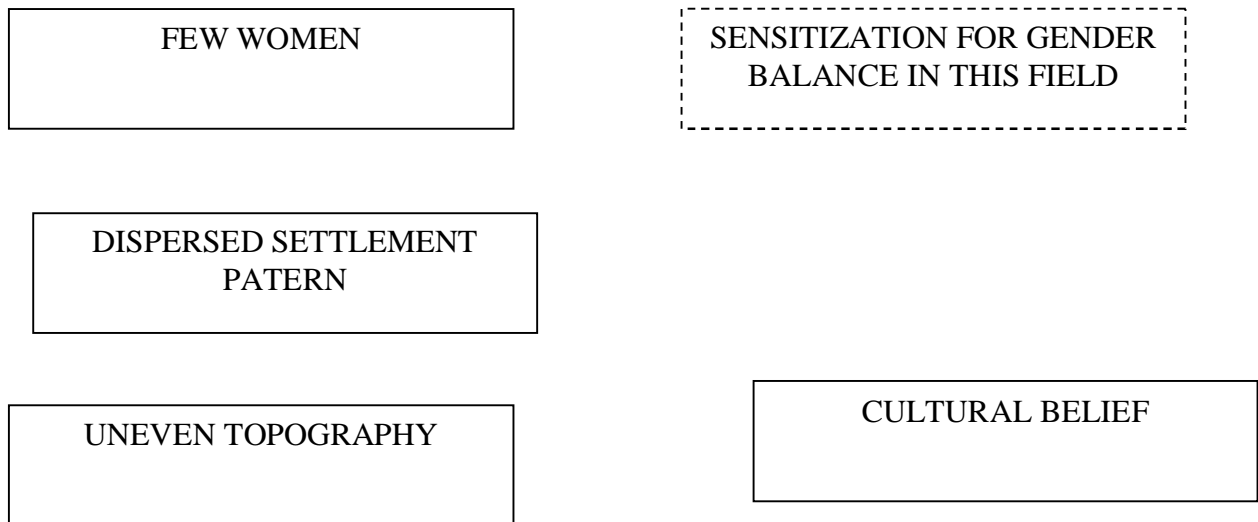 FEW WOMEN
SENSITIZATION FOR GENDER
BALANCE IN THIS FIELD
DISPERSED SETTLEMENT
PATERN
UNEVEN TOPOGRAPHY
CULTURAL BELIEF